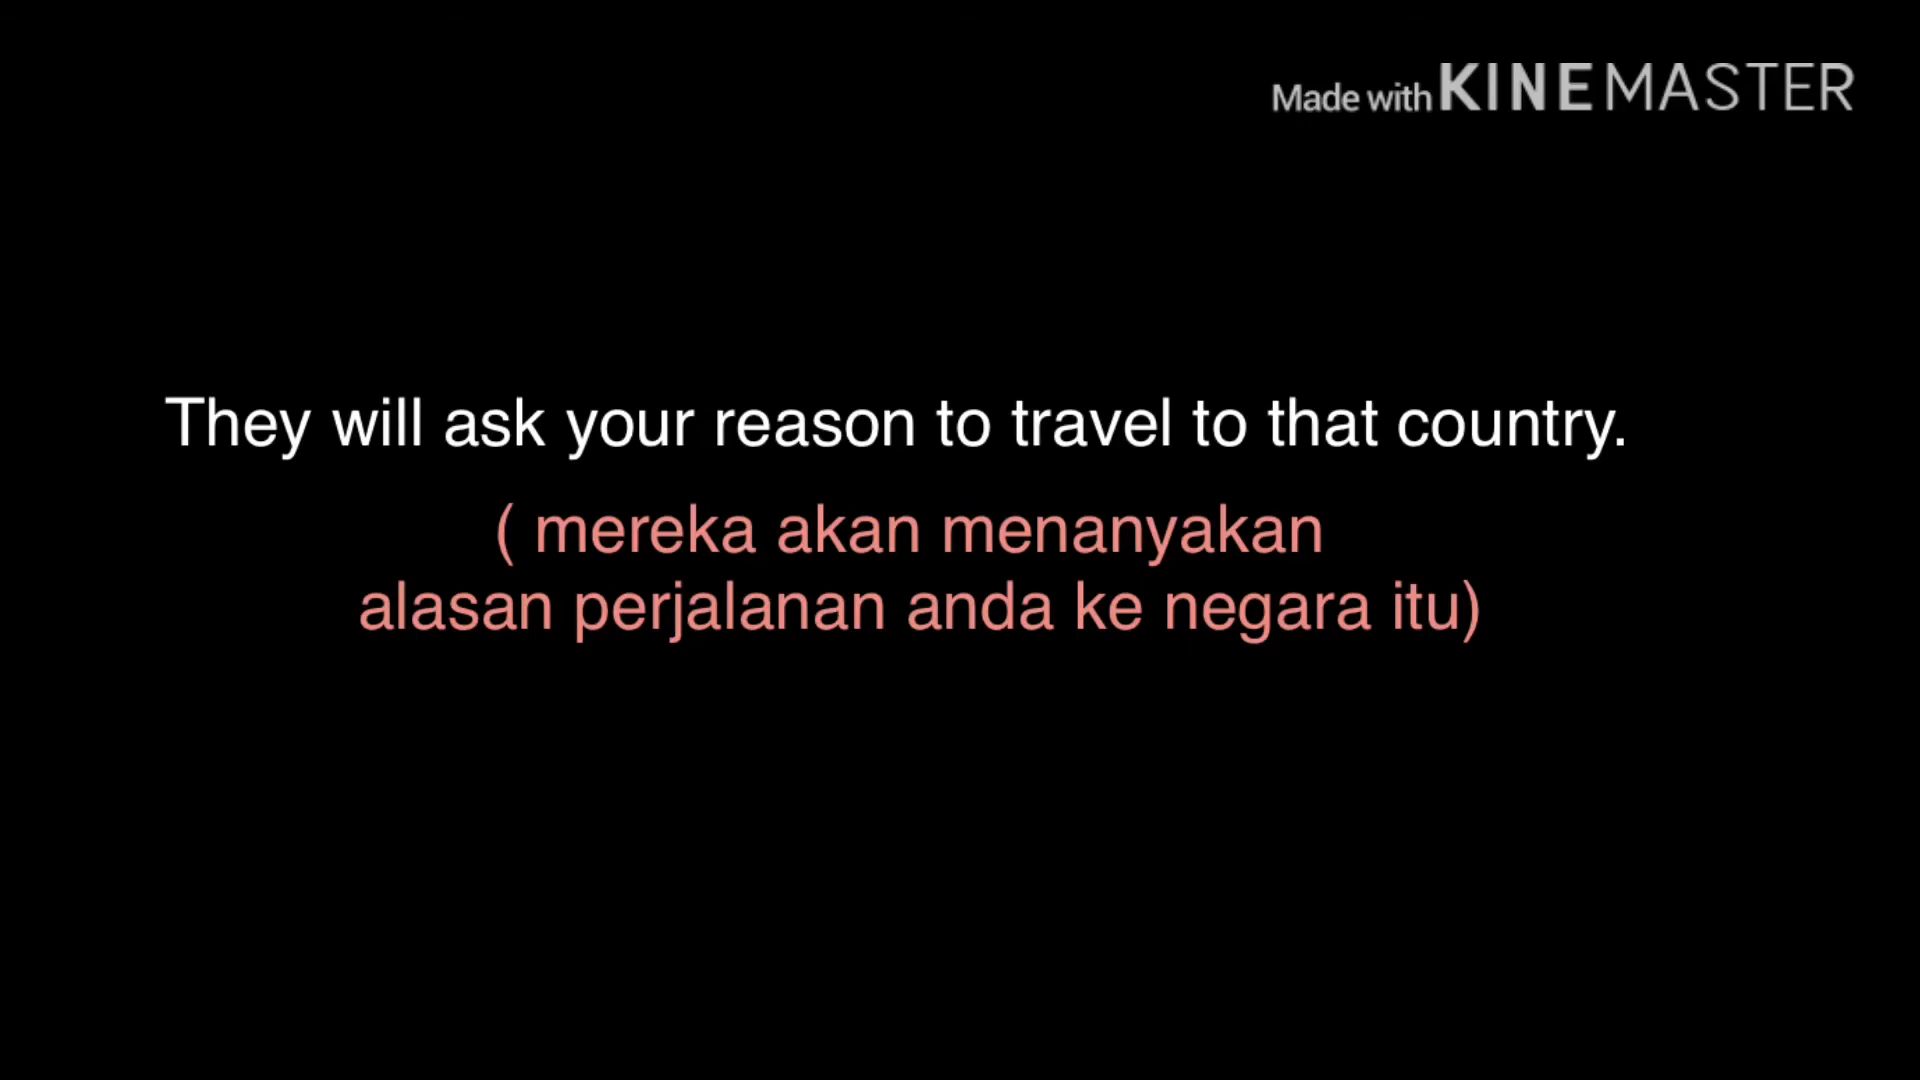 Made with KINEMASTER
They will ask your reason to travel to that country.
( mereka akan menanyakan
alasan perjalanan anda ke negara itu)